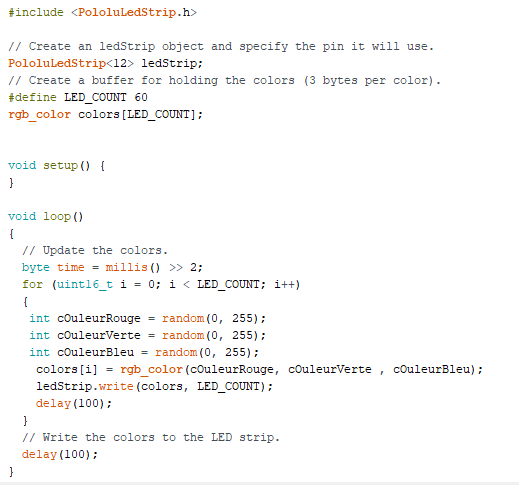 #include <PololuLedStrip.h>
// Create an ledStrip object and specify the pin it will use.
PololuLedStrip<12> ledStrip;
// Create a buffer for holding the colors (3 bytes per color).
#define LED_COUNT 60
rgb_color colors[LED_COUNT];
void setup() {
}
void loop()
{
// Update the colors.
byte time = millis() >> 2;
for (uint16_t i = 0; i < LED_COUNT; i++)
{
int cOuleurRouge = random(0, 255);
int cOuleurVerte = random(0, 255);
int cOuleurBleu = random(0, 255);
colors[i] = rgb_color(cOuleurRouge, cOuleurVerte , cOuleurBleu);
ledStrip.write(colors, LED_COUNT);
delay(100);
}
// Write the colors to the LED strip.
delay(100);
}